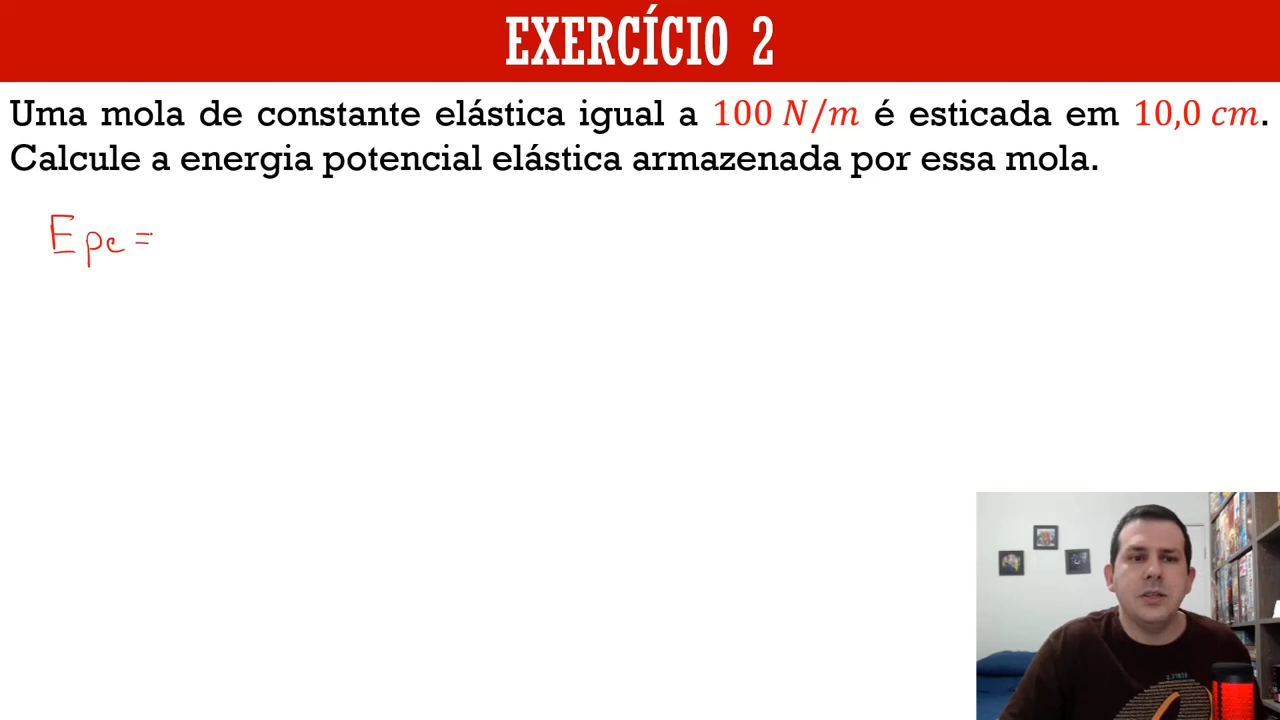 EXERCÍCIO 2
Uma mola de constante elástica igual a 100 N/m é esticada em 10,0 cm.
Calcule a energia potencial elástica armazenada por essa mola.
Epe =